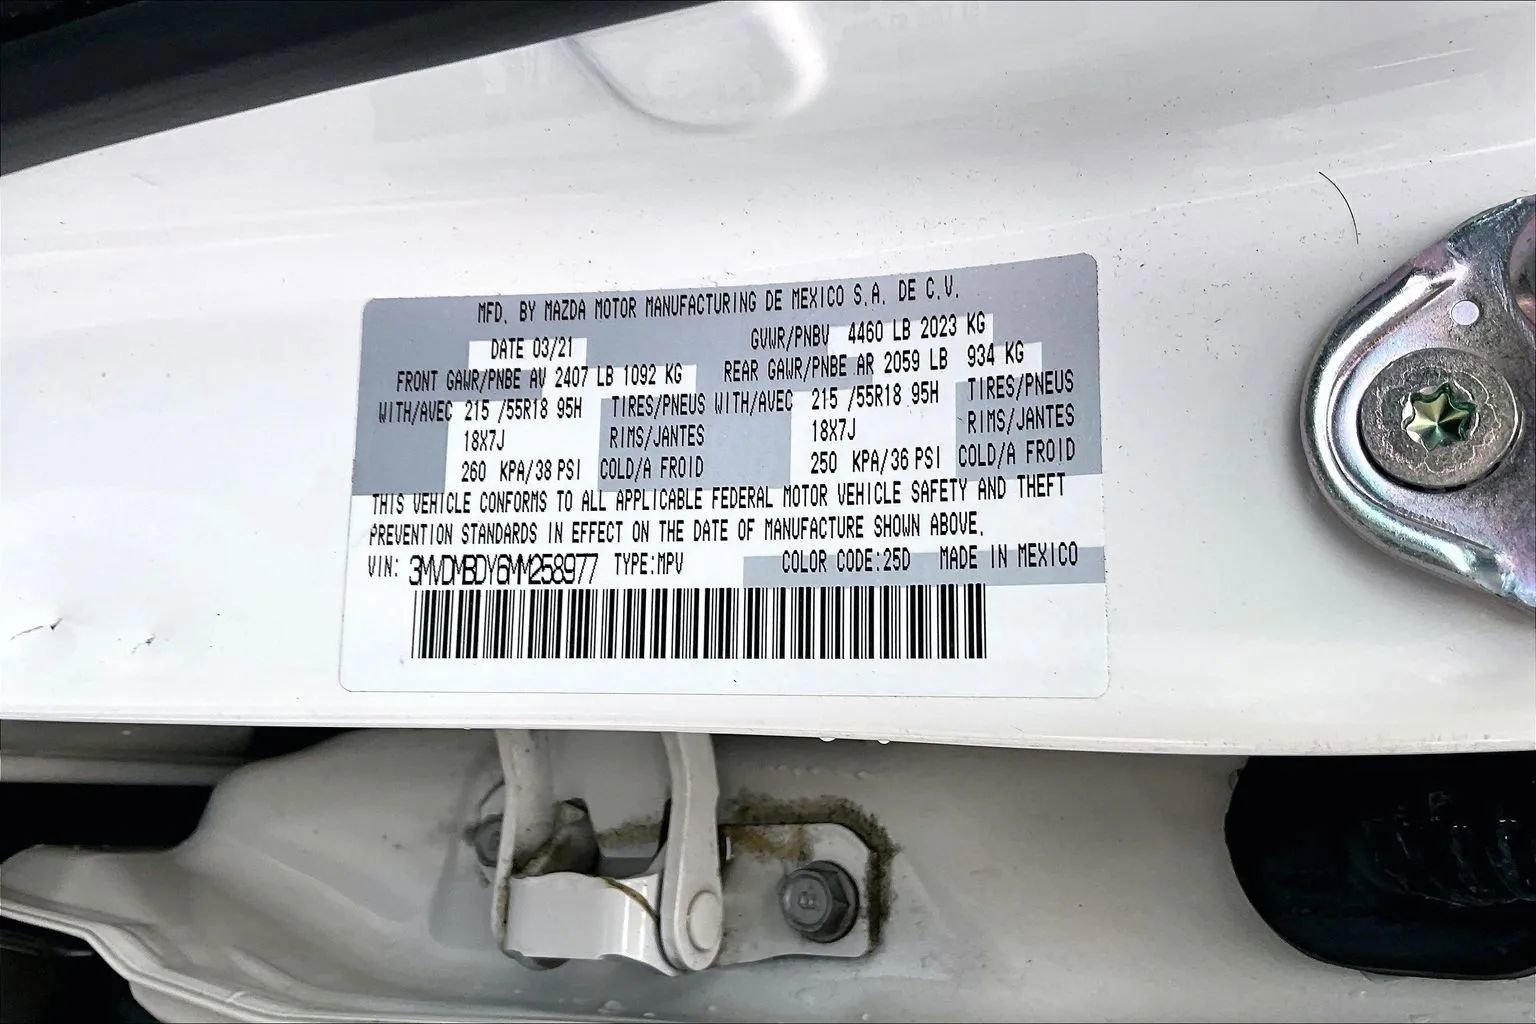 MFD. BY MAZDA MOTOR MANUFACTURING DE MEXICO S.A. DE C.V.
DATE 03/21 GVWR/PNBV 4460 LB 2023 KG
FRONT GAWR/PNBE AV 2407 LB 1092 KG REAR GAWR/PNBE AR 2059 LB 934 KG
WITH/AVEC 215 /55R18 95H TIRES/PNEUS WITH/AVEC 215 /55R18 95H TIRES/PNEUS
18X7J RIMS/JANTES 18X7J RIMS/JANTES
260 KPA/38 PSI COLD/A FROID 250 KPA/36 PSI COLD/A FROID
THIS VEHICLE CONFORMS TO ALL APPLICABLE FEDERAL MOTOR VEHICLE SAFETY AND THEFT
PREVENTION STANDARDS IN EFFECT ON THE DATE OF MANUFACTURE SHOWN ABOVE.
VIN: 3MVDMBDY6MM258977 TYPE:MPV COLOR CODE:25D MADE IN MEXICO
8